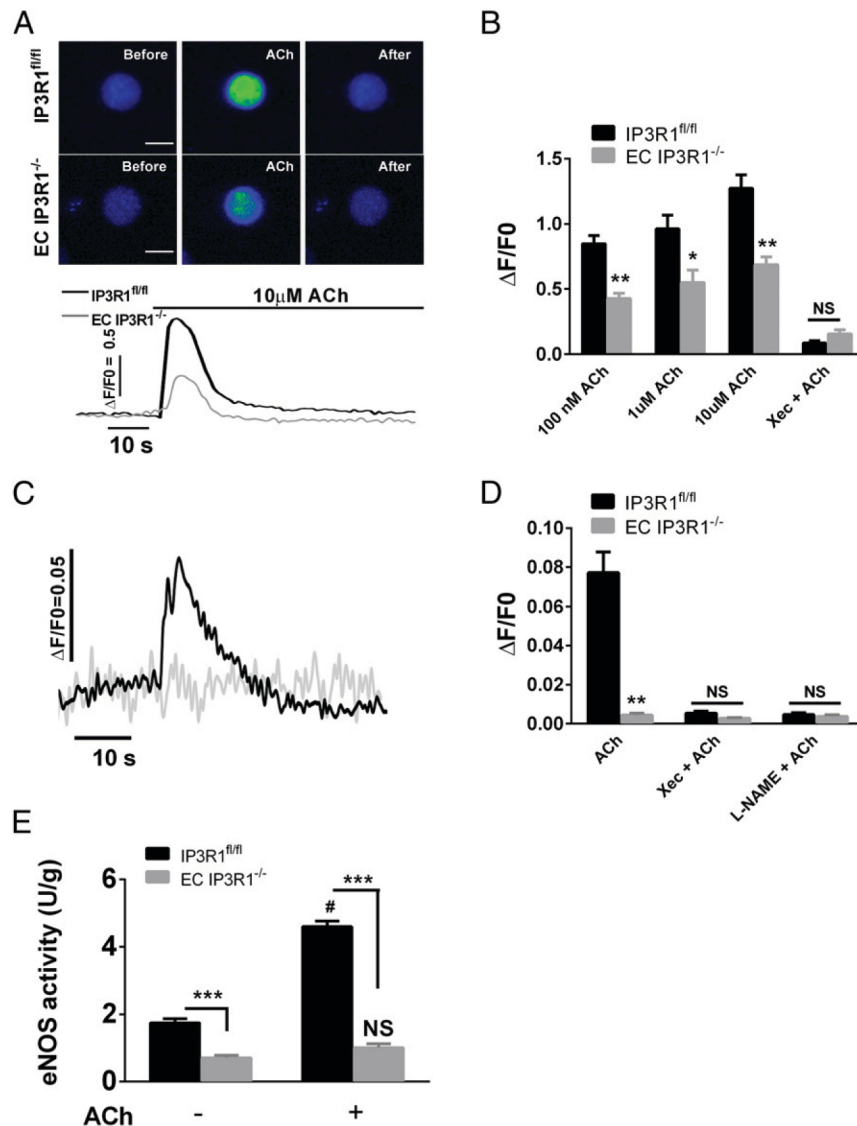 A
Before
ACh
After
IP3R1fl/fl
Before
ACh
After
EC IP3R1-/-
IP3R1fl/fl
10μM ACh
EC IP3R1-/-
ΔF/F0 = 0.5
10 s
B
IP3R1fl/fl
EC IP3R1-/-
ΔF/F0
1.5
1.0
0.5
0.0
**
*
**
NS
100 nM ACh
1uM ACh
10uM ACh
Xec + ACh
C
ΔF/F0=0.05
10 s
D
IP3R1fl/fl
EC IP3R1-/-
ΔF/F0
0.10
0.08
0.06
0.04
0.02
0.00
**
NS
NS
ACh
Xec + ACh
L-NAME + ACh
E
IP3R1fl/fl
EC IP3R1-/-
eNOS activity (U/g)
6
4
2
0
***
#
***
NS
ACh
-
+